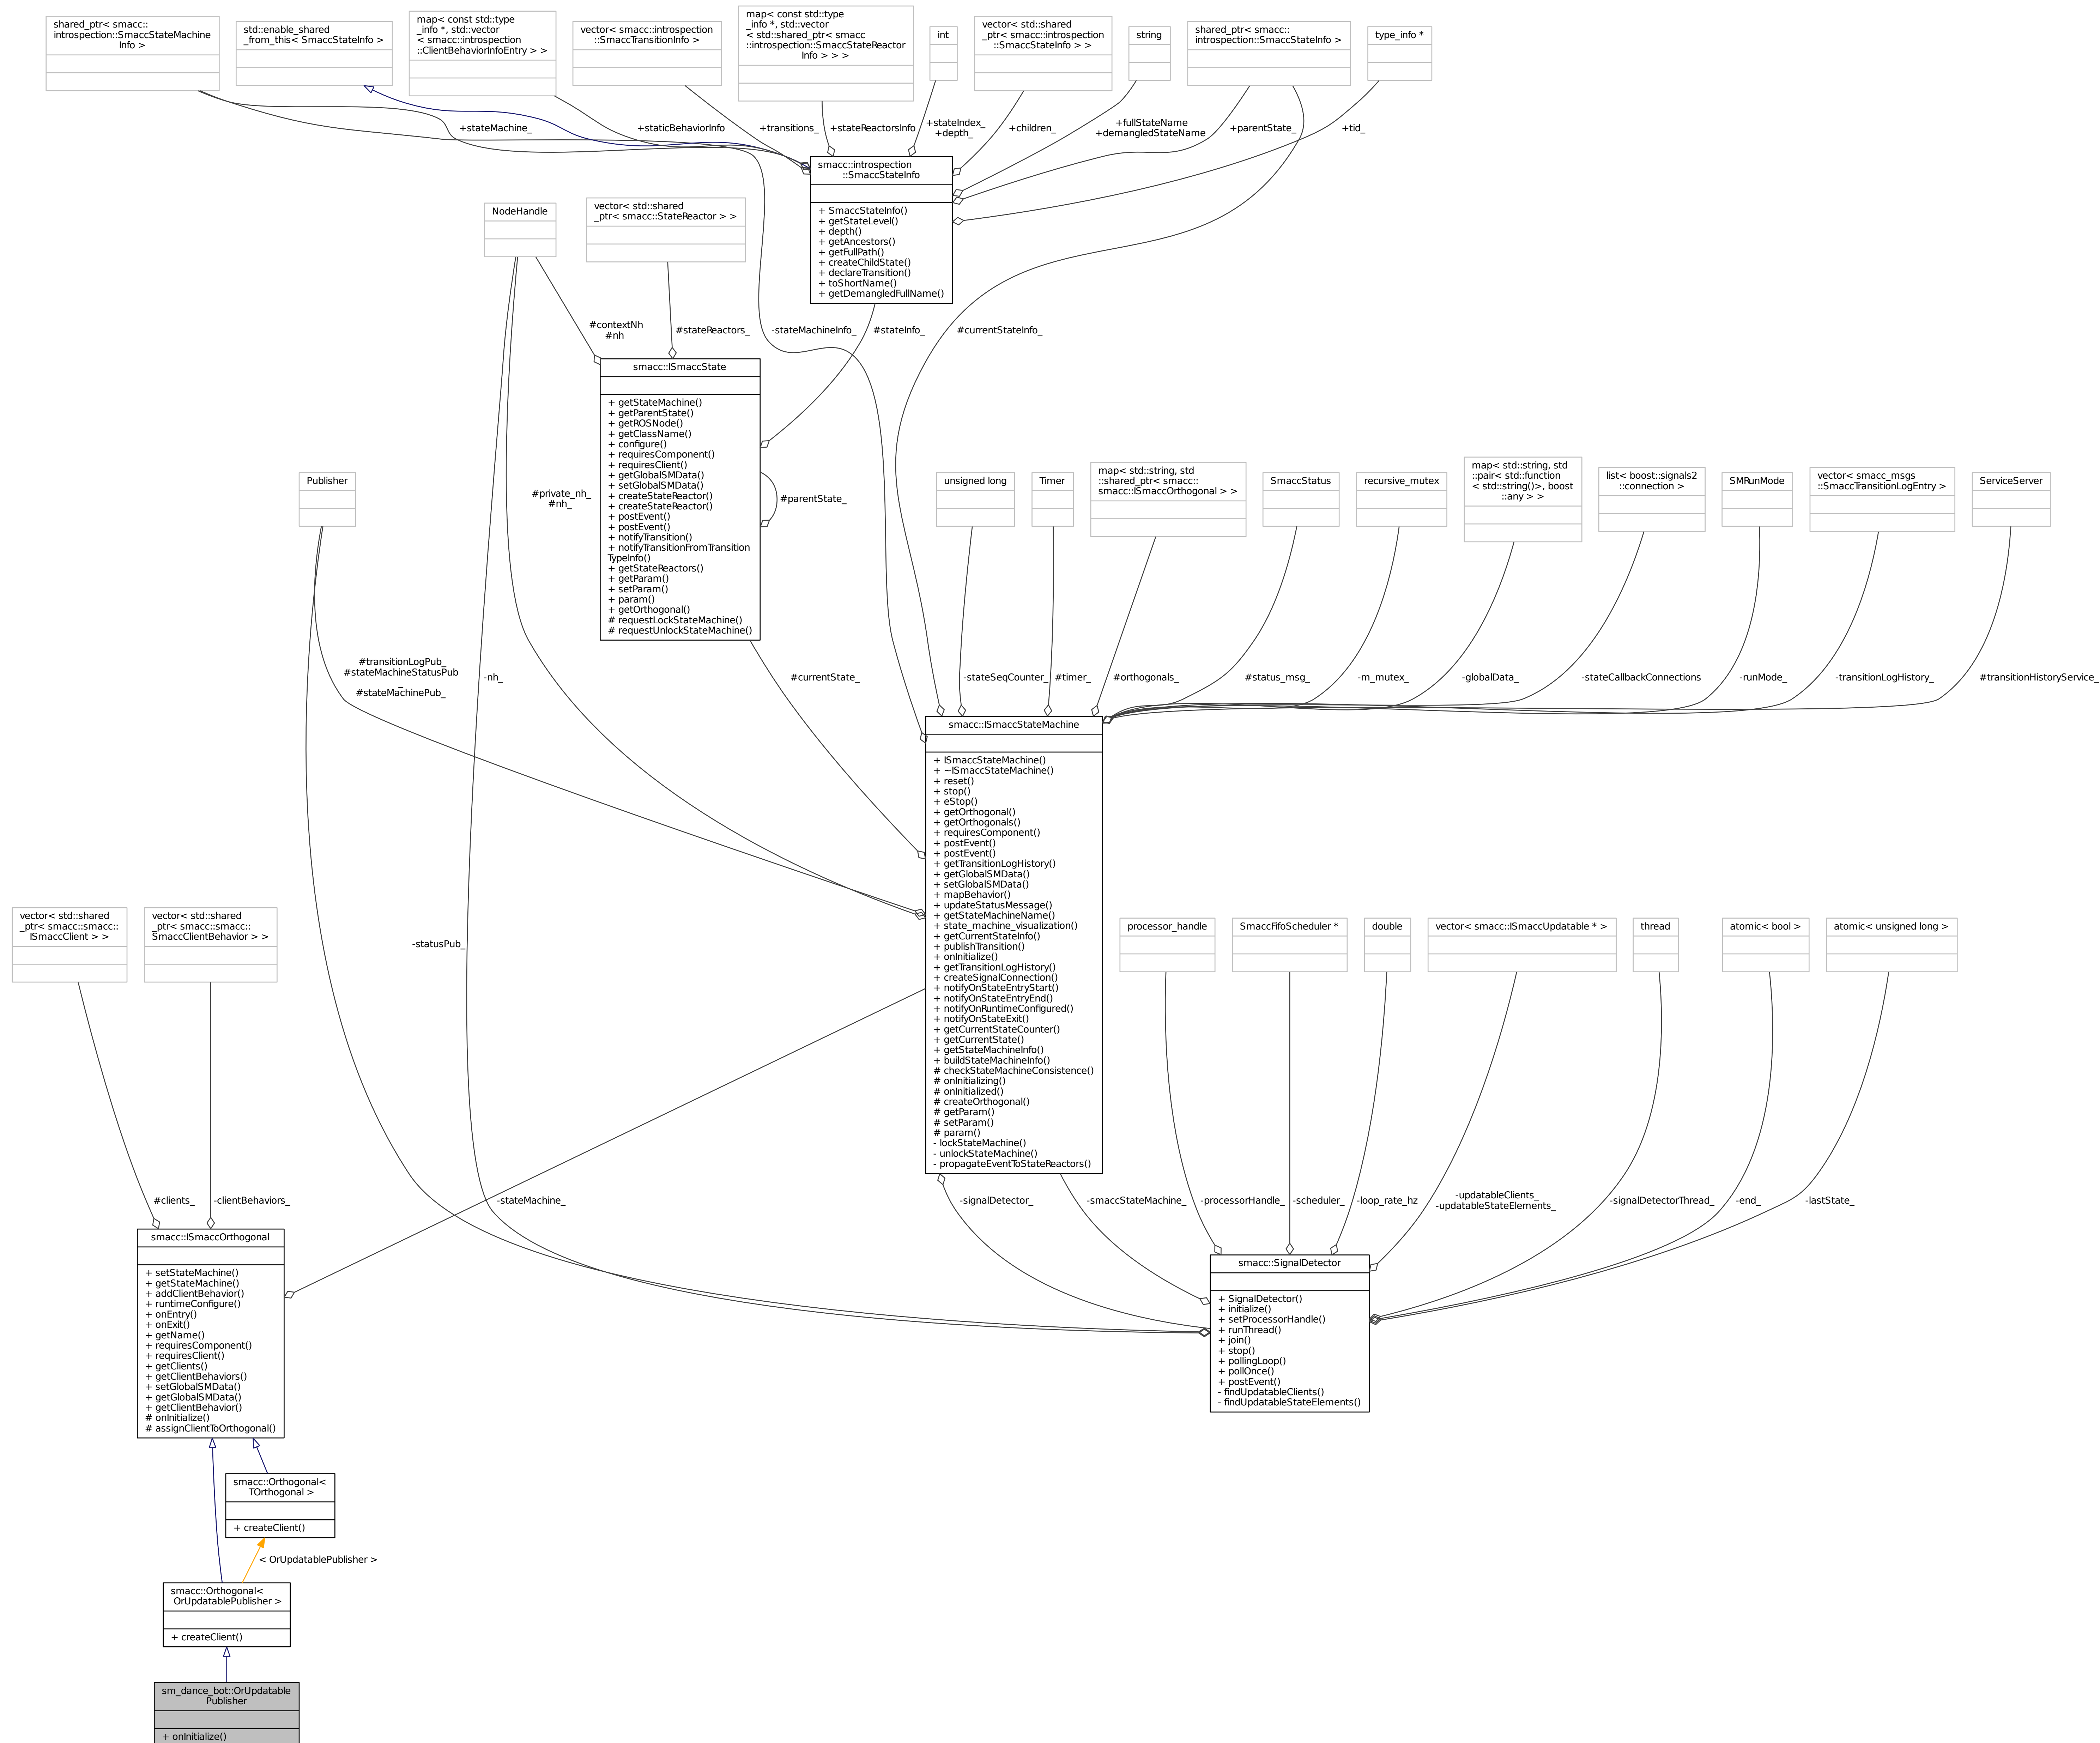 shared_ptr< smacc::
introspection::SmaccStateMachine
Info >
std::enable_shared
_from_this< SmaccStateInfo >
map< const std::type
_info *, std::vector
< smacc::introspection
::ClientBehaviorInfoEntry > >
vector< smacc::introspection
::SmaccTransitionInfo >
map< const std::type
_info *, std::vector
< std::shared_ptr< smacc
::introspection::SmaccStateReactor
Info > > >
int
vector< std::shared
_ptr< smacc::introspection
::SmaccStateInfo > >
string
shared_ptr< smacc::
introspection::SmaccStateInfo >
type_info *
+stateMachine_
+staticBehaviorInfo
+transitions_
+stateReactorsInfo
+stateIndex_
+depth_
+children_
+fullStateName
+demangledStateName
+parentState_
+tid_
smacc::introspection
::SmaccStateInfo
+ SmaccStateInfo()
+ getStateLevel()
+ depth()
+ getAncestors()
+ getFullPath()
+ createChildState()
+ declareTransition()
+ toShortName()
+ getDemangledFullName()
NodeHandle
vector< std::shared
_ptr< smacc::StateReactor > >
#contextNh
#nh
#stateReactors_
-stateMachineInfo_
#stateInfo_
#currentStateInfo_
smacc::ISmaccState
+ getStateMachine()
+ getParentState()
+ getROSNode()
+ getClassName()
+ configure()
+ requiresComponent()
+ requiresClient()
+ getGlobalSMData()
+ setGlobalSMData()
+ createStateReactor()
+ createStateReactor()
+ postEvent()
+ postEvent()
+ notifyTransition()
+ notifyTransitionFromTransition
TypeInfo()
+ getStateReactors()
+ getParam()
+ setParam()
+ param()
+ getOrthogonal()
# requestLockStateMachine()
# requestUnlockStateMachine()
#private_nh_
#nh_
#parentState_
Publisher
unsigned long
Timer
map< std::string, std
::shared_ptr< smacc::
smacc::ISmaccOrthogonal > >
SmaccStatus
recursive_mutex
map< std::string, std
::pair< std::function
< std::string()>, boost
::any > >
list< boost::signals2
::connection >
SMRunMode
vector< smacc_msgs
::SmaccTransitionLogEntry >
ServiceServer
#transitionLogPub_
#stateMachineStatusPub
_
#stateMachinePub_
-nh_
#currentState_
-stateSeqCounter_
#timer_
#orthogonals_
#status_msg_
-m_mutex_
-globalData_
-stateCallbackConnections
-runMode_
-transitionLogHistory_
#transitionHistoryService_
smacc::ISmaccStateMachine
+ ISmaccStateMachine()
+ ~ISmaccStateMachine()
+ reset()
+ stop()
+ eStop()
+ getOrthogonal()
+ getOrthogonals()
+ requiresComponent()
+ postEvent()
+ postEvent()
+ getTransitionLogHistory()
+ getGlobalSMData()
+ setGlobalSMData()
+ mapBehavior()
+ updateStatusMessage()
+ getStateMachineName()
+ state_machine_visualization()
+ getCurrentStateInfo()
+ publishTransition()
+ onInitialize()
+ getTransitionLogHistory()
+ createSignalConnection()
+ notifyOnStateEntryStart()
+ notifyOnStateEntryEnd()
+ notifyOnRuntimeConfigured()
+ notifyOnStateExit()
+ getCurrentStateCounter()
+ getCurrentState()
+ getStateMachineInfo()
+ buildStateMachineInfo()
# checkStateMachineConsistence()
# onInitializing()
# onInitialized()
# createOrthogonal()
# getParam()
# setParam()
# param()
- lockStateMachine()
- unlockStateMachine()
- propagateEventToStateReactors()
vector< std::shared
_ptr< smacc::smacc::
ISmaccClient > >
vector< std::shared
_ptr< smacc::smacc::
SmaccClientBehavior > >
-statusPub_
processor_handle
SmaccFifoScheduler *
double
vector< smacc::ISmaccUpdatable * >
thread
atomic< bool >
atomic< unsigned long >
#clients_
-clientBehaviors_
-stateMachine_
-signalDetector_
-smaccStateMachine_
-processorHandle_
-scheduler_
-loop_rate_hz
-updatableClients_
-updatableStateElements_
-signalDetectorThread_
-end_
-lastState_
smacc::ISmaccOrthogonal
+ setStateMachine()
+ getStateMachine()
+ addClientBehavior()
+ runtimeConfigure()
+ onEntry()
+ onExit()
+ getName()
+ requiresComponent()
+ requiresClient()
+ getClients()
+ getClientBehaviors()
+ setGlobalSMData()
+ getGlobalSMData()
+ getClientBehavior()
# onInitialize()
# assignClientToOrthogonal()
smacc::SignalDetector
+ SignalDetector()
+ initialize()
+ setProcessorHandle()
+ runThread()
+ join()
+ stop()
+ pollingLoop()
+ pollOnce()
+ postEvent()
- findUpdatableClients()
- findUpdatableStateElements()
smacc::Orthogonal<
TOrthogonal >
+ createClient()
< OrUpdatablePublisher >
smacc::Orthogonal<
OrUpdatablePublisher >
+ createClient()
sm_dance_bot::OrUpdatable
Publisher
+ onInitialize()